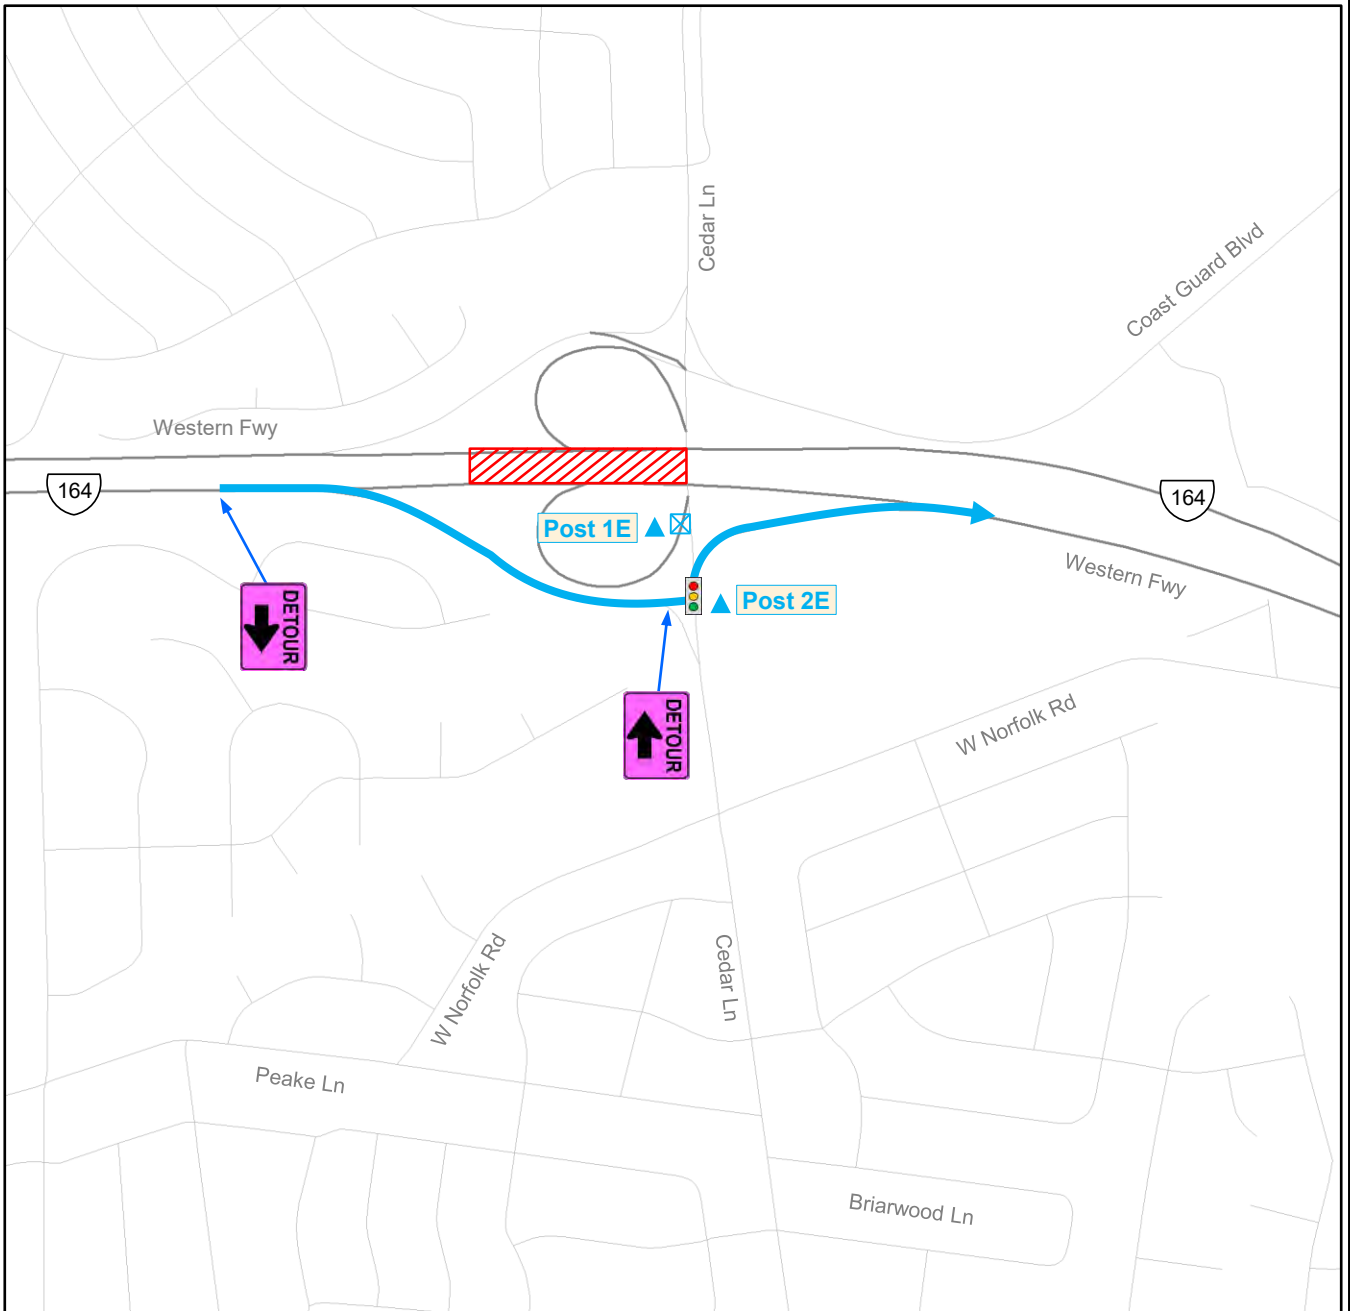 Cedar Ln
Coast Guard Blvd
Western Fwy
164
164
Post 1E
Western Fwy
DETOUR
Post 2E
DETOUR
W Norfolk Rd
W Norfolk Rd
Cedar Ln
Peake Ln
Briarwood Ln